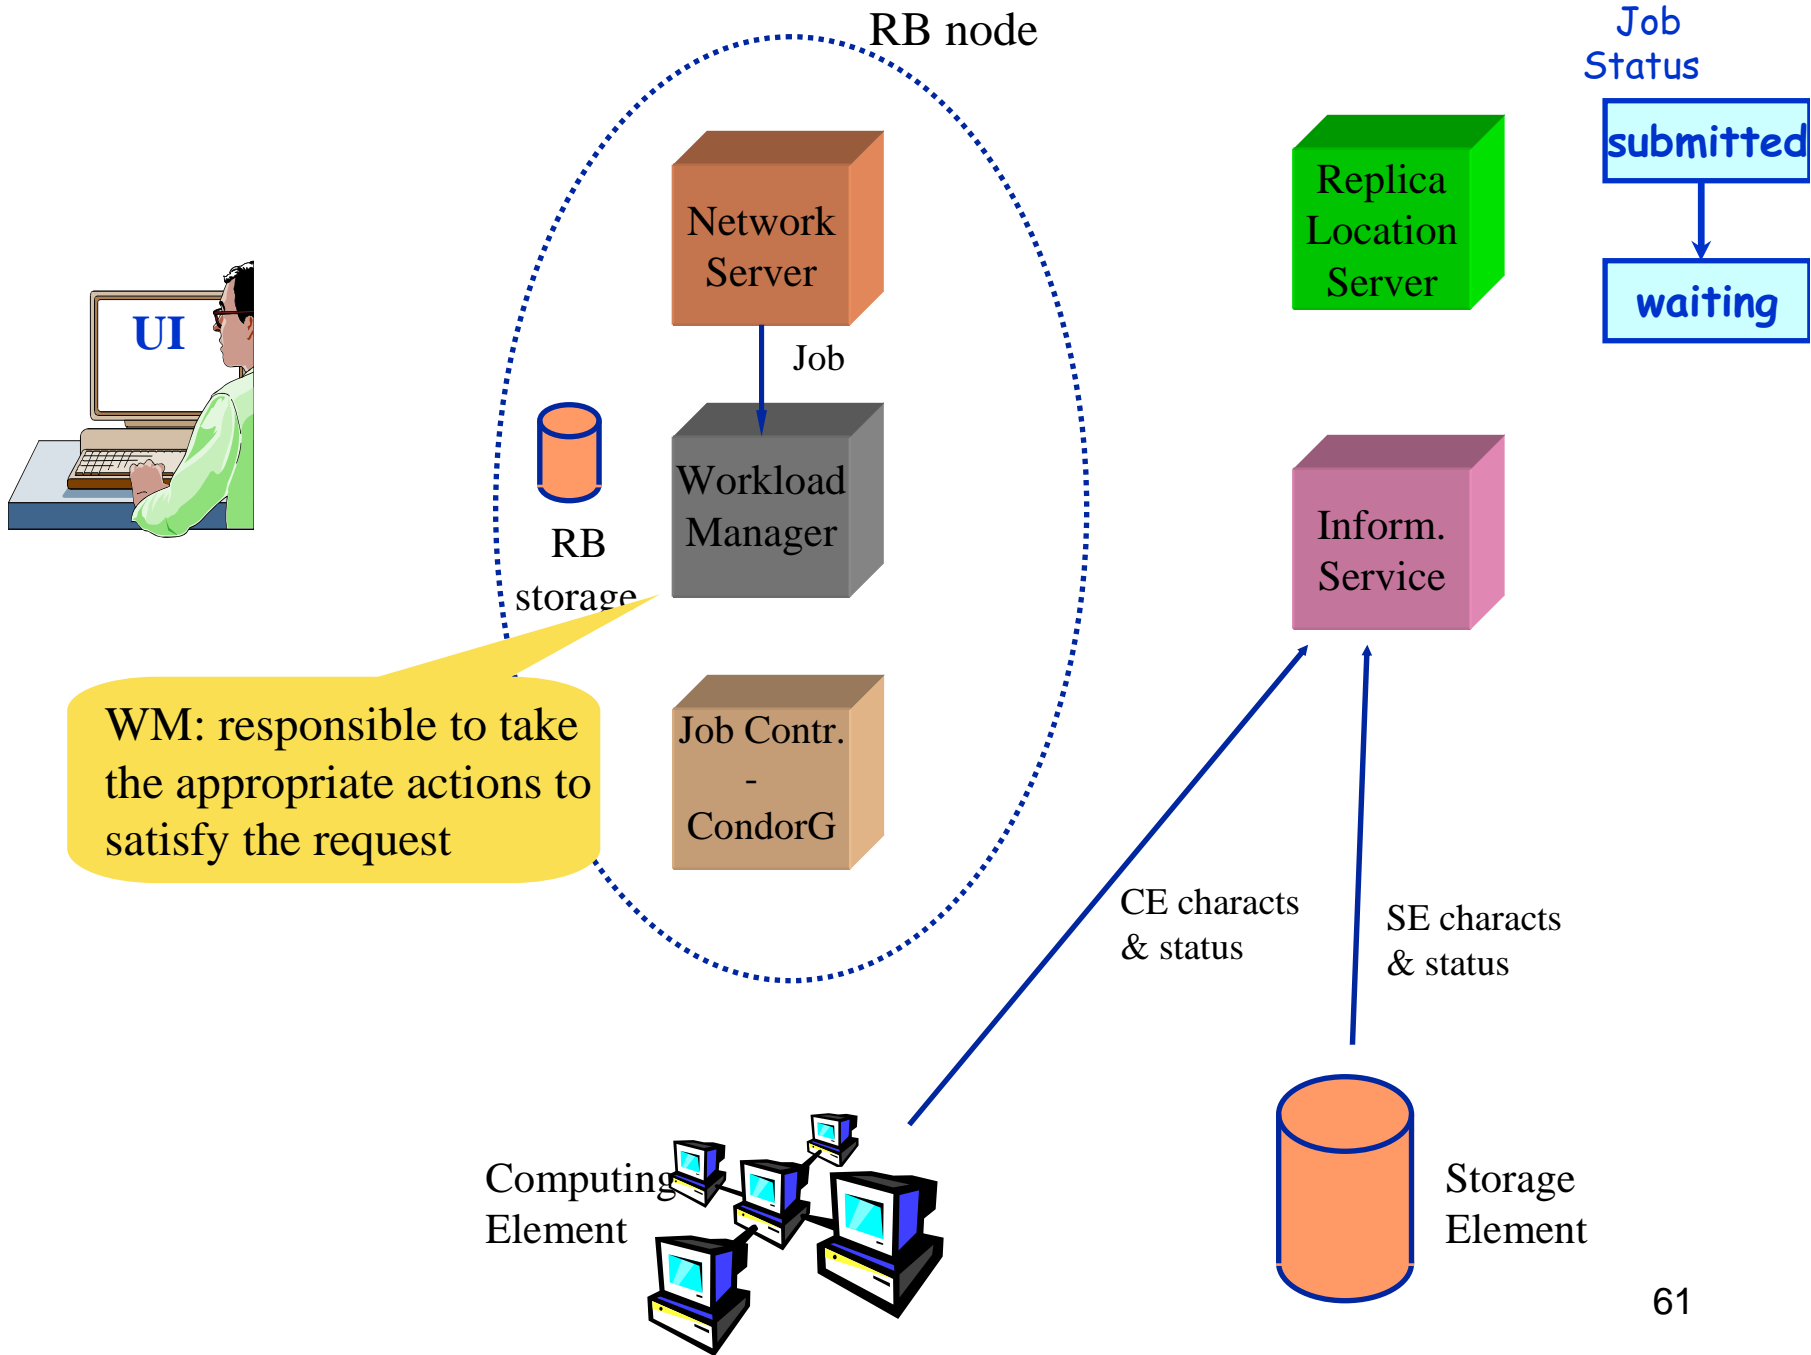 RB node
Job
Status
submitted
waiting
Network
Server
Replica
Location
Server
UI
Job
Workload
Manager
RB
storage
Inform.
Service
WM: responsible to take
the appropriate actions to
satisfy the request
Job Contr.
-
CondorG
CE characts
& status
SE characts
& status
Computing
Element
Storage
Element
61